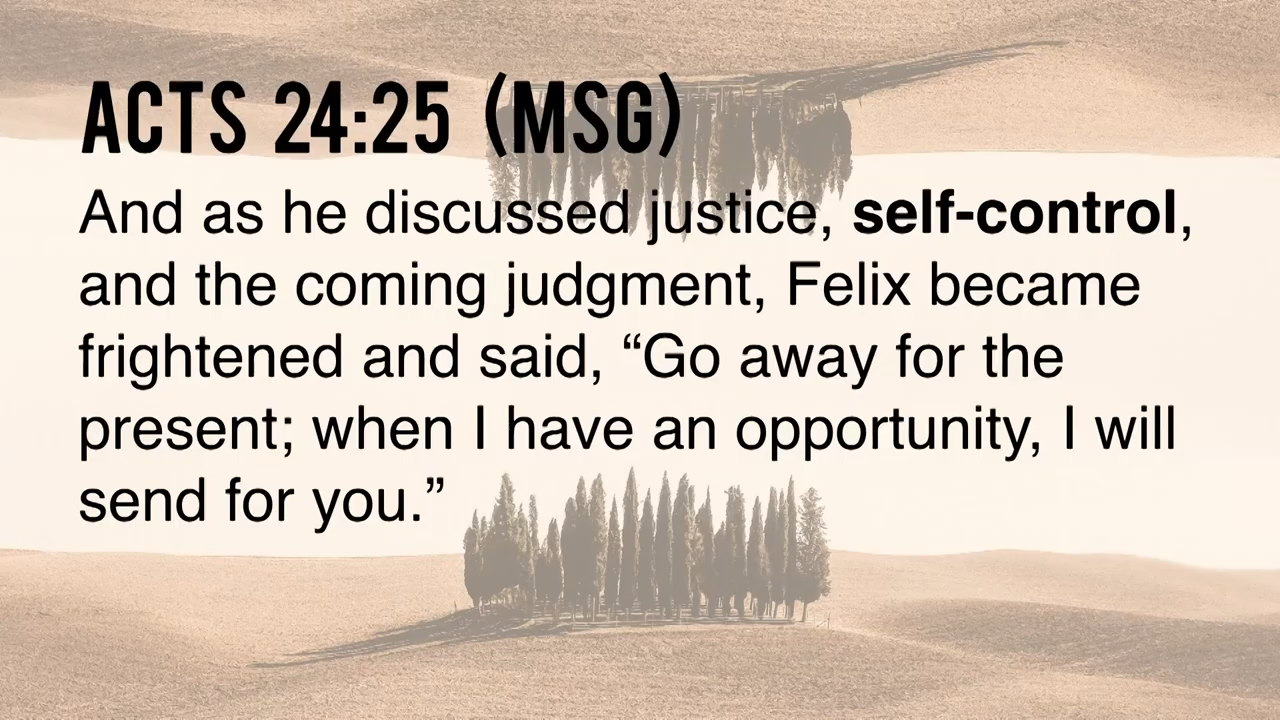 ACTS 24:25 (MSG)
And as he discussed justice, self-control,
and the coming judgment, Felix became
frightened and said, “Go away for the
present; when I have an opportunity, I will
send for you.”